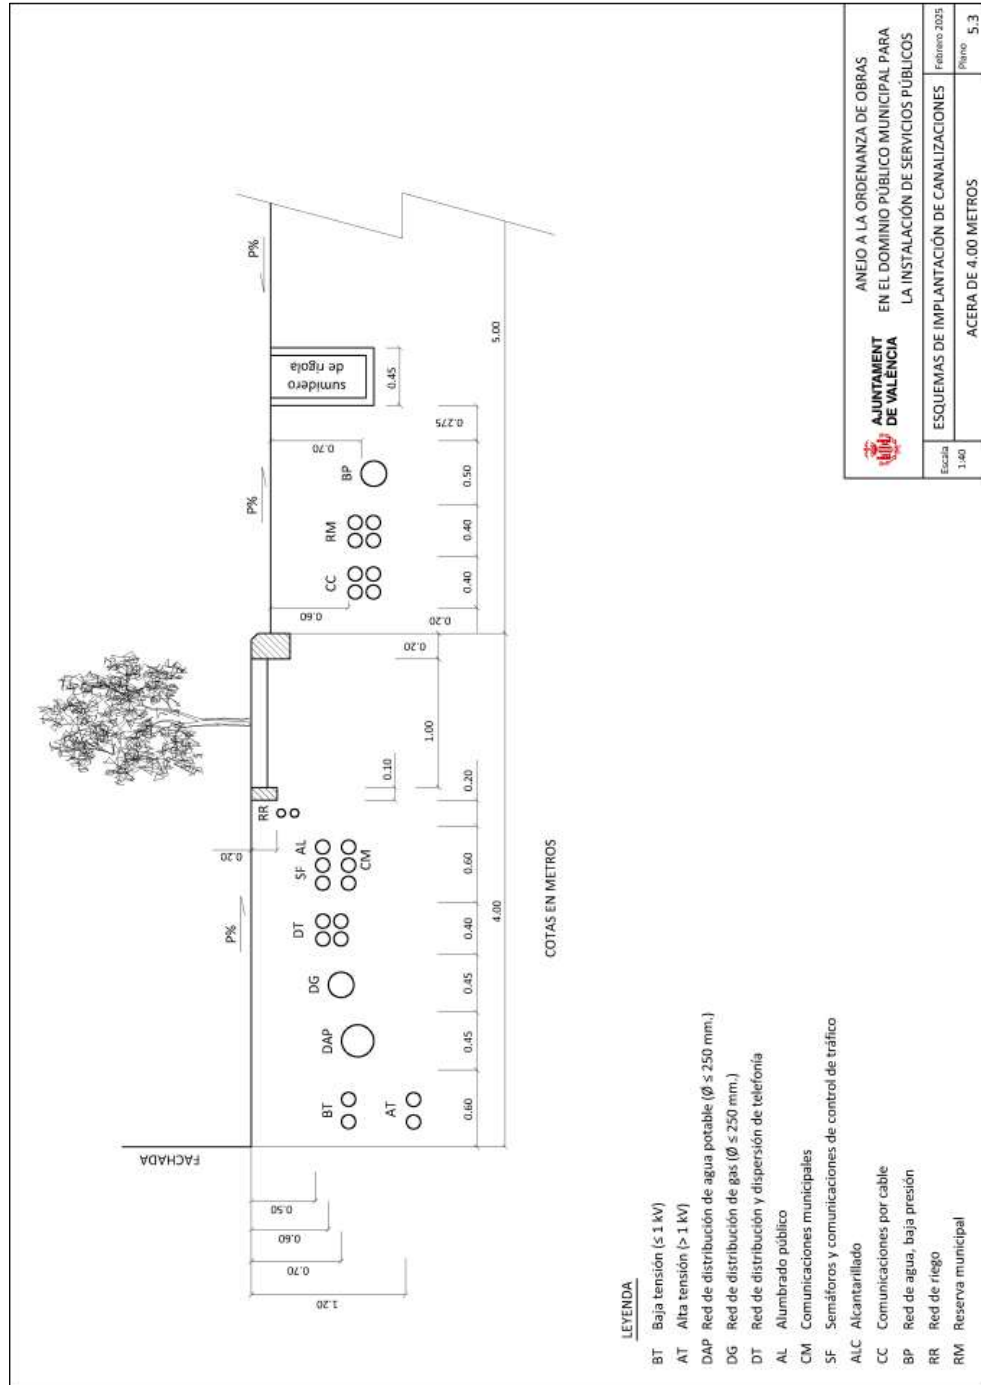 FACHADA
P%
P%
P%
BT
AT
DAP
DG
DT
SF
AL
CM
RR
CC
RM
BP
sumidero
de rigola
0.50
0.60
0.70
1.20
0.20
0.10
1.00
0.20
0.60
0.20
0.70
0.275
0.45
0.60
0.45
0.45
0.40
0.60
0.20
0.40
0.40
0.50
4.00
5.00
COTAS EN METROS
LEYENDA
BT Baja tensión (≤ 1 kV)
AT Alta tensión (> 1 kV)
DAP Red de distribución de agua potable (Ø ≤ 250 mm.)
DG Red de distribución de gas (Ø ≤ 250 mm.)
DT Red de distribución y dispersión de telefonía
AL Alumbrado público
CM Comunicaciones municipales
SF Semáforos y comunicaciones de control de tráfico
ALC Alcantarillado
CC Comunicaciones por cable
BP Red de agua, baja presión
RR Red de riego
RM Reserva municipal
AJUNTAMENT
DE VALÈNCIA
ANEJO A LA ORDENANZA DE OBRAS
EN EL DOMINIO PÚBLICO MUNICIPAL PARA
LA INSTALACIÓN DE SERVICIOS PÚBLICOS
Escala
1:40
ESQUEMAS DE IMPLANTACIÓN DE CANALIZACIONES
ACERA DE 4.00 METROS
Febrero 2025
Plano 5.3